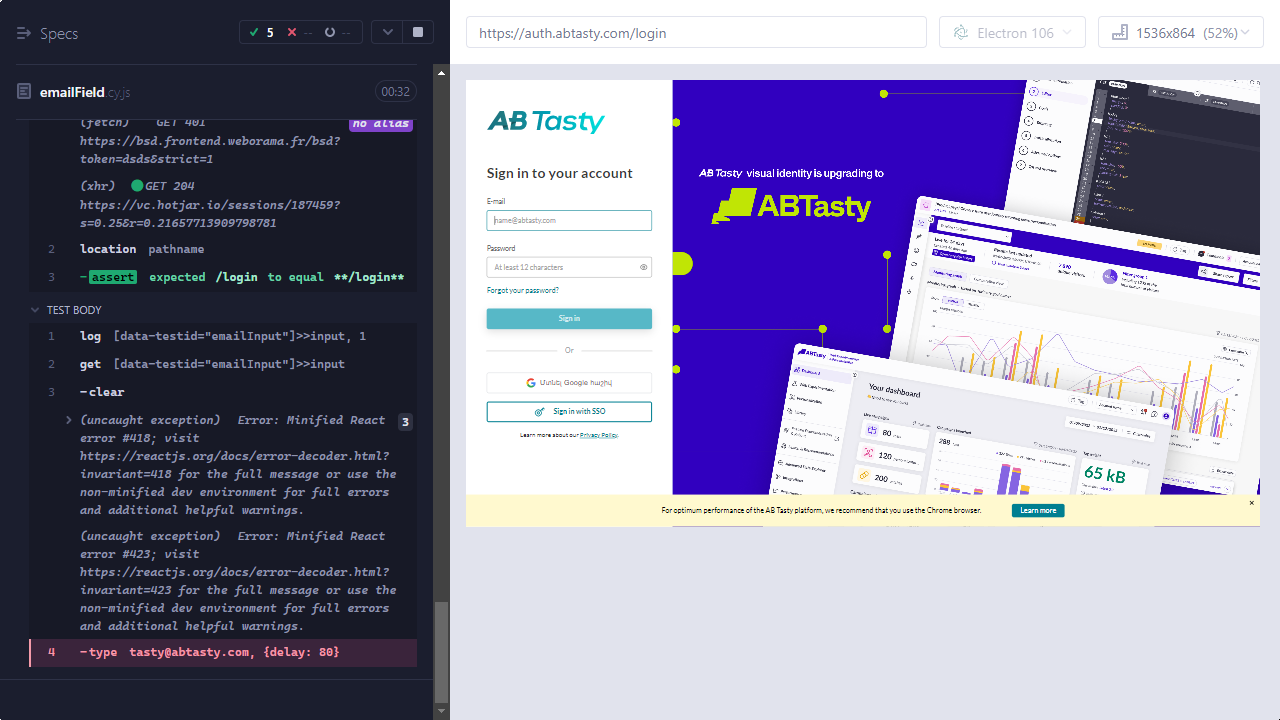 Specs
5
--
--
https://auth.abtasty.com/login
Electron 106
1536x864 (52%)
emailField.cy.js
00:32
(fetch) GET 401
no alias
https://bsd.frontend.weborama.fr/bsd?
token=dsds&strict=1
(xhr) GET 204
https://vc.hotjar.io/sessions/187459?
s=0.25&r=0.21657713909878781
2 location pathname
3 -assert expected /login to equal **/login**
TEST BODY
1 log [data-testid="emailInput"]>>input, 1
2 get [data-testid="emailInput"]>>input
3 -clear
(uncaught exception) Error: Minified React
3
error #418; visit
https://reactjs.org/docs/error-decoder.html?
invariant=418 for the full message or use the
non-minified dev environment for full errors
and additional helpful warnings.
(uncaught exception) Error: Minified React
error #423; visit
https://reactjs.org/docs/error-decoder.html?
invariant=423 for the full message or use the
non-minified dev environment for full errors
and additional helpful warnings.
4 -type tasty@abtasty.com, {delay: 80}
AB Tasty
Sign in to your account
E-mail
name@abtasty.com
Password
At least 12 characters
Forgot your password?
Sign in
Or
Մտնել Google հաշիվ
Sign in with SSO
Learn more about our Privacy Policy.
AB Tasty visual identity is upgrading to
ABTasty
ABTasty
Your dashboard
80
120
200
288
65 kB
For optimum performance of the AB Tasty platform, we recommend that you use the Chrome browser.
Learn more
×